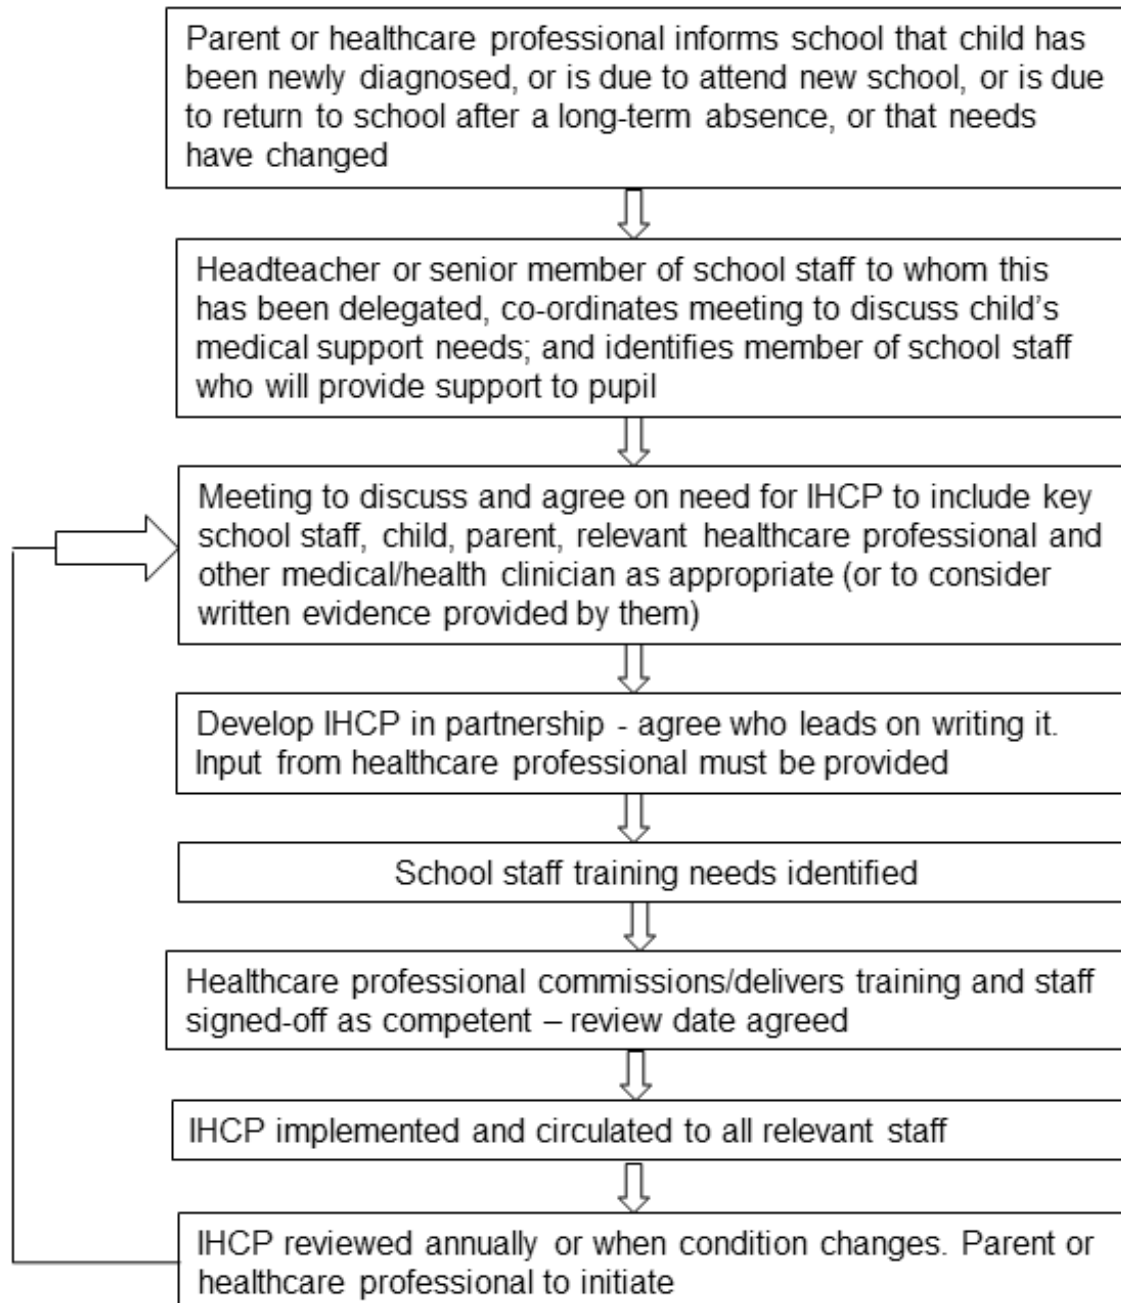 Parent or healthcare professional informs school that child has
been newly diagnosed, or is due to attend new school, or is due
to return to school after a long-term absence, or that needs
have changed
Headteacher or senior member of school staff to whom this
has been delegated, co-ordinates meeting to discuss child's
medical support needs; and identifies member of school staff
who will provide support to pupil
Meeting to discuss and agree on need for IHCP to include key
school staff, child, parent, relevant healthcare professional and
other medical/health clinician as appropriate (or to consider
written evidence provided by them)
Develop IHCP in partnership - agree who leads on writing it.
Input from healthcare professional must be provided
School staff training needs identified
Healthcare professional commissions/delivers training and staff
signed-off as competent – review date agreed
IHCP implemented and circulated to all relevant staff
IHCP reviewed annually or when condition changes. Parent or
healthcare professional to initiate